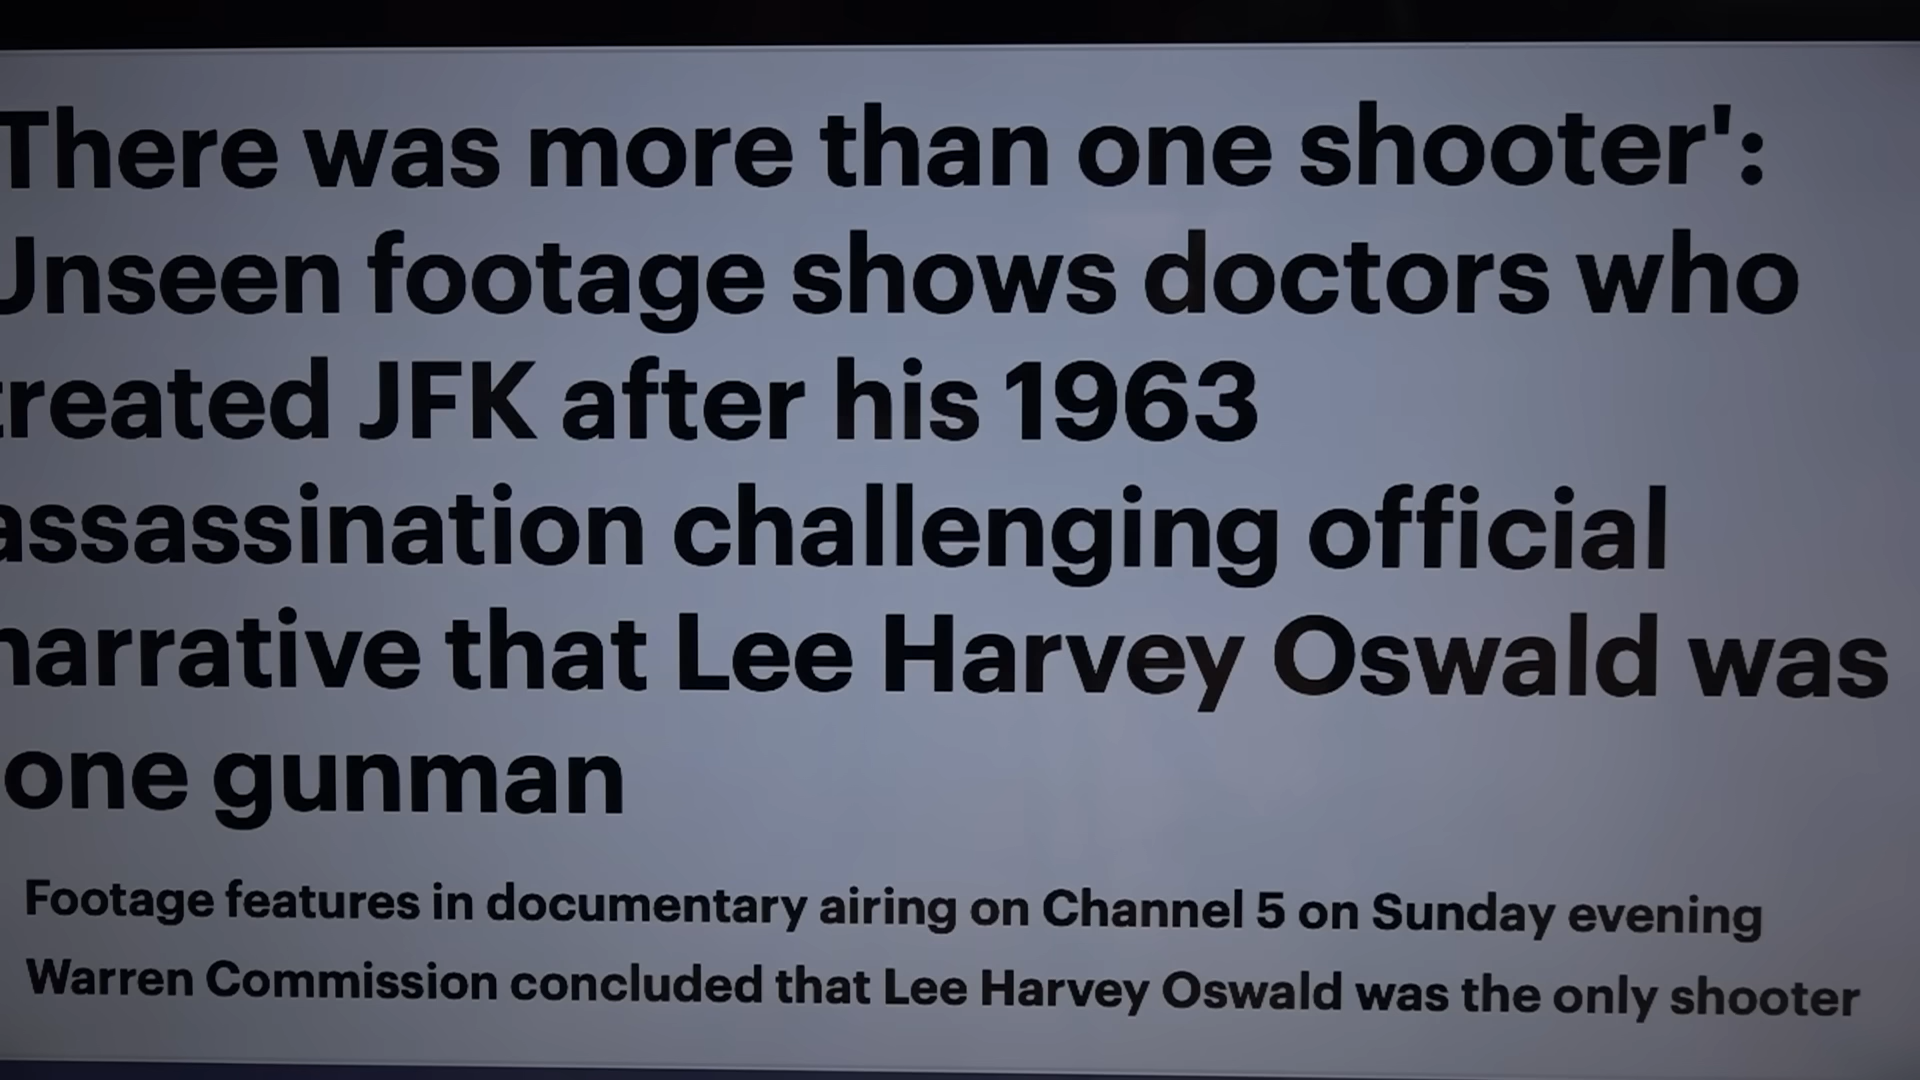 There was more than one shooter':
Unseen footage shows doctors who
treated JFK after his 1963
assassination challenging official
narrative that Lee Harvey Oswald was
one gunman
Footage features in documentary airing on Channel 5 on Sunday evening
Warren Commission concluded that Lee Harvey Oswald was the only shooter